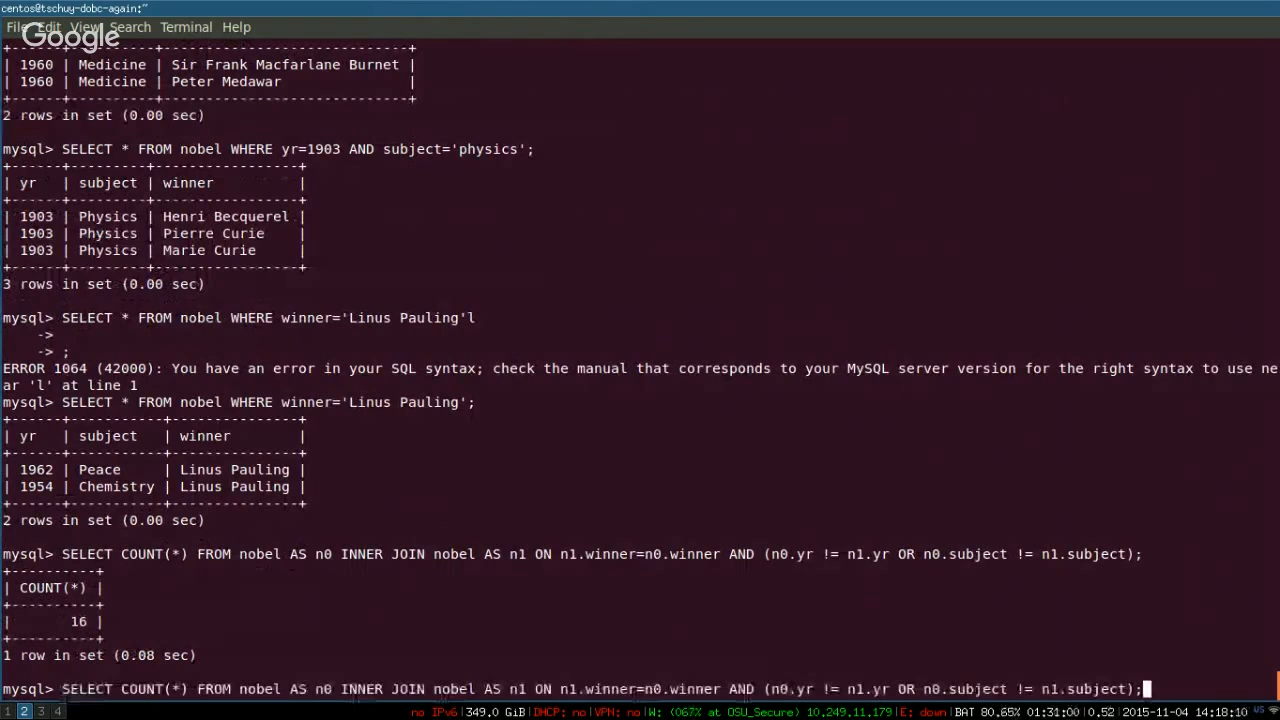 centos@tschuy-dobc-again:~
File Edit View Search Terminal Help
Google
+------+----------+-----------------------------+
| 1960 | Medicine | Sir Frank Macfarlane Burnet |
| 1960 | Medicine | Peter Medawar               |
+------+----------+-----------------------------+
2 rows in set (0.00 sec)
mysql> SELECT * FROM nobel WHERE yr=1903 AND subject='physics';
+------+---------+-----------------+
| yr   | subject | winner          |
+------+---------+-----------------+
| 1903 | Physics | Henri Becquerel |
| 1903 | Physics | Pierre Curie    |
| 1903 | Physics | Marie Curie     |
+------+---------+-----------------+
3 rows in set (0.00 sec)
mysql> SELECT * FROM nobel WHERE winner='Linus Pauling'l
    ->
    -> ;
ERROR 1064 (42000): You have an error in your SQL syntax; check the manual that corresponds to your MySQL server version for the right syntax to use ne
ar 'l' at line 1
mysql> SELECT * FROM nobel WHERE winner='Linus Pauling';
+------+-----------+---------------+
| yr   | subject   | winner        |
+------+-----------+---------------+
| 1962 | Peace     | Linus Pauling |
| 1954 | Chemistry | Linus Pauling |
+------+-----------+---------------+
2 rows in set (0.00 sec)
mysql> SELECT COUNT(*) FROM nobel AS n0 INNER JOIN nobel AS n1 ON n1.winner=n0.winner AND (n0.yr != n1.yr OR n0.subject != n1.subject);
+----------+
| COUNT(*) |
+----------+
|       16 |
+----------+
1 row in set (0.08 sec)
mysql> SELECT COUNT(*) FROM nobel AS n0 INNER JOIN nobel AS n1 ON n1.winner=n0.winner AND (n0.yr != n1.yr OR n0.subject != n1.subject);
1 2 3 4 no IPv6|349.0 GiB|DHCP: no|VPN: no|W: (067% at OSU_Secure) 10.249.11.179|E: down|BAT 80.65% 01:31:00|0.52|2015-11-04 14:18:10 US